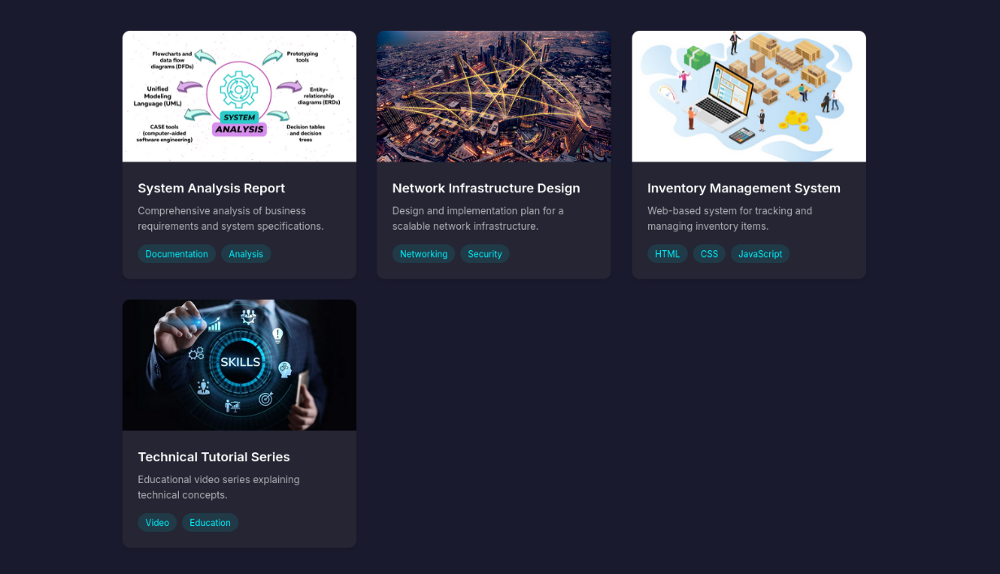 Flowcharts and
data flow
diagrams (DFDs)
Prototyping
tools
Unified
Modeling
Language (UML)
Entity-
relationship
diagrams (ERDs)
CASE tools
(computer-aided
software engineering)
Decision tables
and decision
trees
SYSTEM
ANALYSIS
System Analysis Report
Comprehensive analysis of business
requirements and system specifications.
Documentation
Analysis
Network Infrastructure Design
Design and implementation plan for a
scalable network infrastructure.
Networking
Security
Inventory Management System
Web-based system for tracking and
managing inventory items.
HTML
CSS
JavaScript
SKILLS
Technical Tutorial Series
Educational video series explaining
technical concepts.
Video
Education